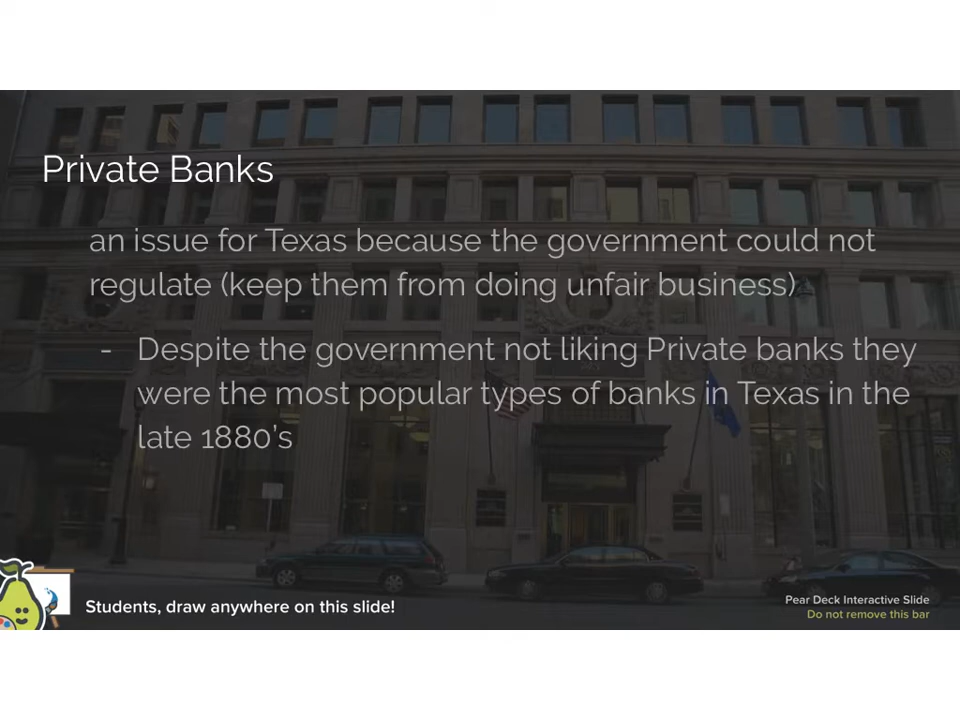 Private Banks
an issue for Texas because the government could not
regulate (keep them from doing unfair business)
- Despite the government not liking Private banks they
were the most popular types of banks in Texas in the
late 1880's
Students, draw anywhere on this slide!
Pear Deck Interactive Slide
Do not remove this bar